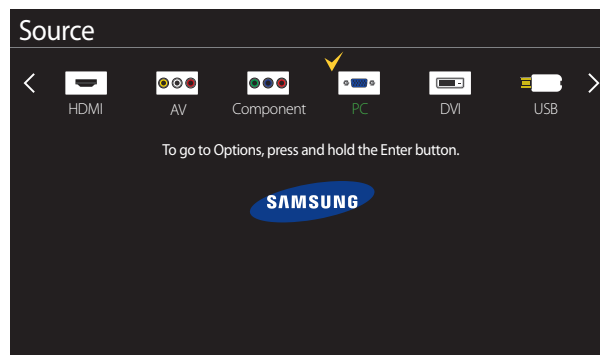 Source
HDMI AV Component PC DVI USB
To go to Options, press and hold the Enter button.
SAMSUNG